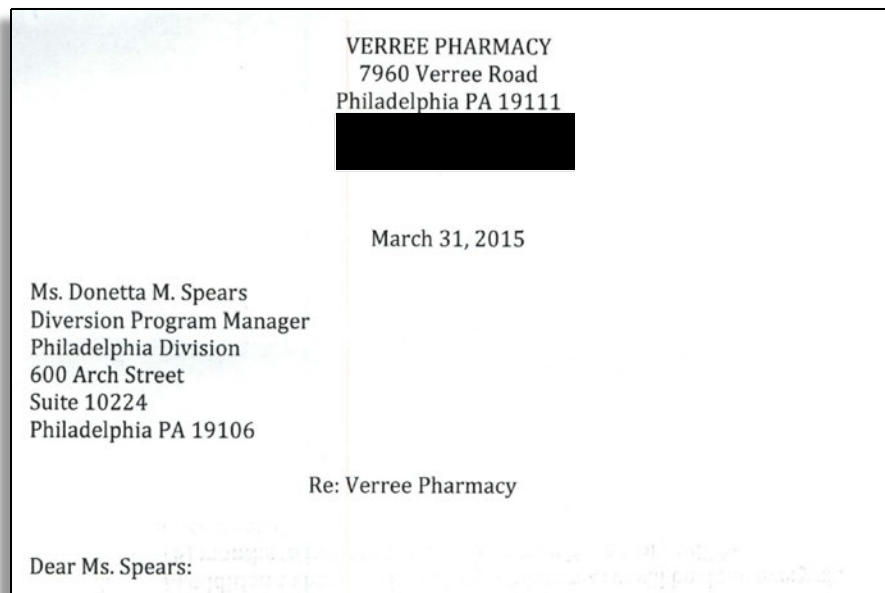 VERREE PHARMACY
7960 Verree Road
Philadelphia PA 19111
March 31, 2015
Ms. Donetta M. Spears
Diversion Program Manager
Philadelphia Division
600 Arch Street
Suite 10224
Philadelphia PA 19106
Re: Verree Pharmacy
Dear Ms. Spears: